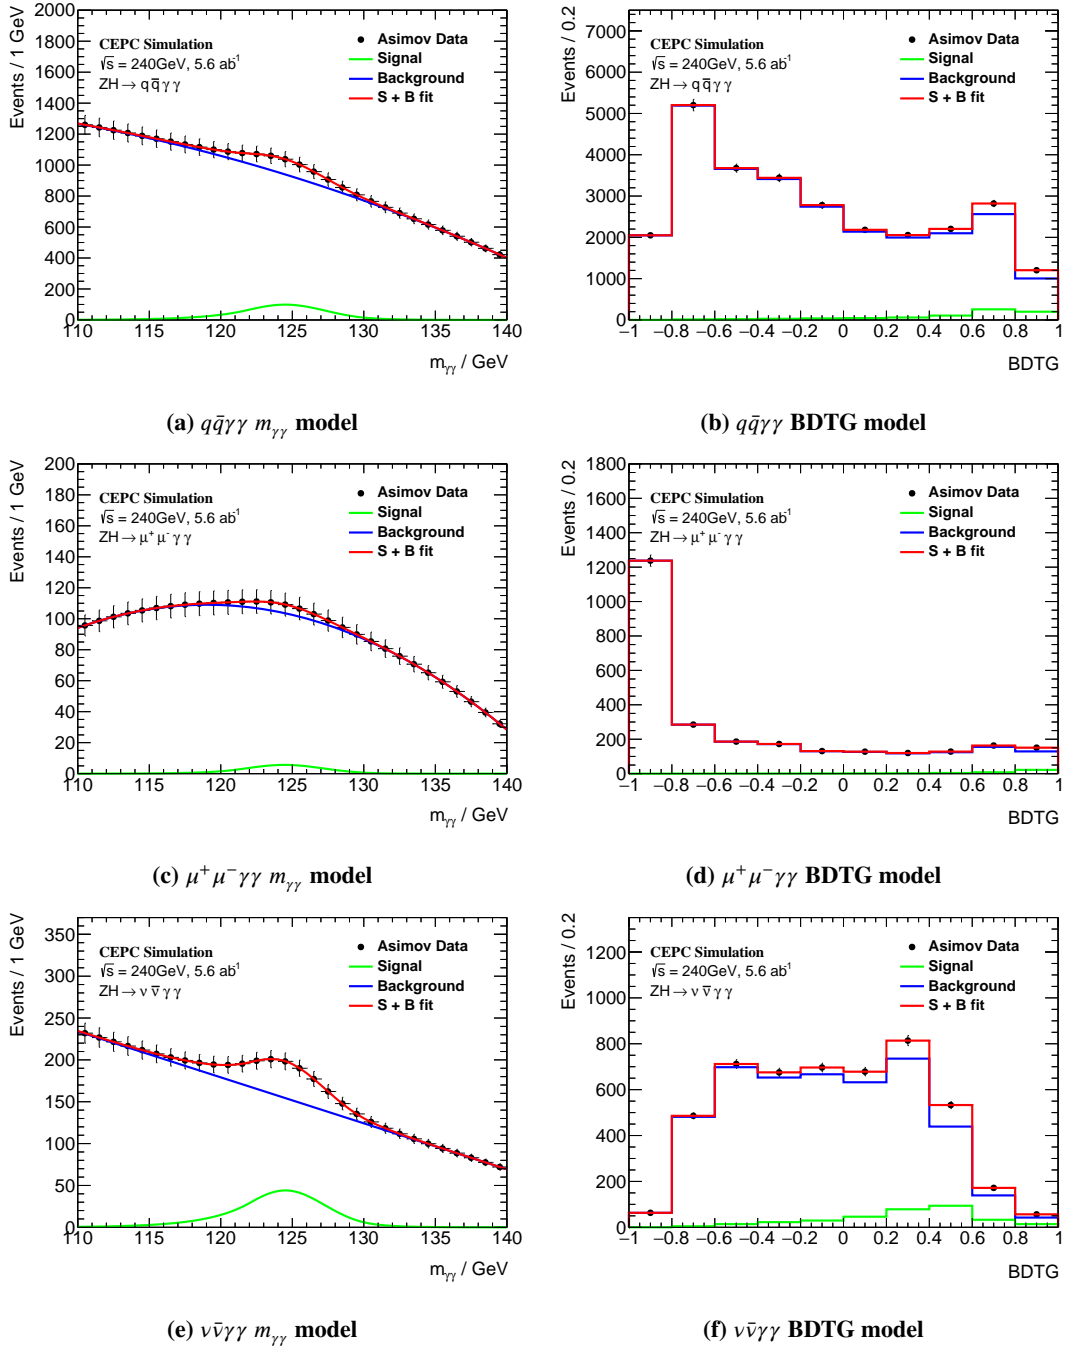 Events / 1 GeV
2000
1800
1600
1400
1200
1000
800
600
400
200
0
110 115 120 125 130 135 140
m_γγ / GeV
CEPC Simulation
√s = 240GeV, 5.6 ab⁻¹
ZH → q q̄ γ γ
Asimov Data
Signal
Background
S + B fit
(a) qq̄γγ m_γγ model
Events / 0.2
7000
6000
5000
4000
3000
2000
1000
0
−1 −0.8 −0.6 −0.4 −0.2 0 0.2 0.4 0.6 0.8 1
BDTG
CEPC Simulation
√s = 240GeV, 5.6 ab⁻¹
ZH → q q̄ γ γ
Asimov Data
Signal
Background
S + B fit
(b) qq̄γγ BDTG model
Events / 1 GeV
200
180
160
140
120
100
80
60
40
20
0
110 115 120 125 130 135 140
m_γγ / GeV
CEPC Simulation
√s = 240GeV, 5.6 ab⁻¹
ZH → μ⁺ μ⁻ γ γ
Asimov Data
Signal
Background
S + B fit
(c) μ⁺μ⁻γγ m_γγ model
Events / 0.2
1800
1600
1400
1200
1000
800
600
400
200
0
−1 −0.8 −0.6 −0.4 −0.2 0 0.2 0.4 0.6 0.8 1
BDTG
CEPC Simulation
√s = 240GeV, 5.6 ab⁻¹
ZH → μ⁺ μ⁻ γ γ
Asimov Data
Signal
Background
S + B fit
(d) μ⁺μ⁻γγ BDTG model
Events / 1 GeV
350
300
250
200
150
100
50
0
110 115 120 125 130 135 140
m_γγ / GeV
CEPC Simulation
√s = 240GeV, 5.6 ab⁻¹
ZH → ν ν̄ γ γ
Asimov Data
Signal
Background
S + B fit
(e) νν̄γγ m_γγ model
Events / 0.2
1200
1000
800
600
400
200
0
−1 −0.8 −0.6 −0.4 −0.2 0 0.2 0.4 0.6 0.8 1
BDTG
CEPC Simulation
√s = 240GeV, 5.6 ab⁻¹
ZH → ν ν̄ γ γ
Asimov Data
Signal
Background
S + B fit
(f) νν̄γγ BDTG model